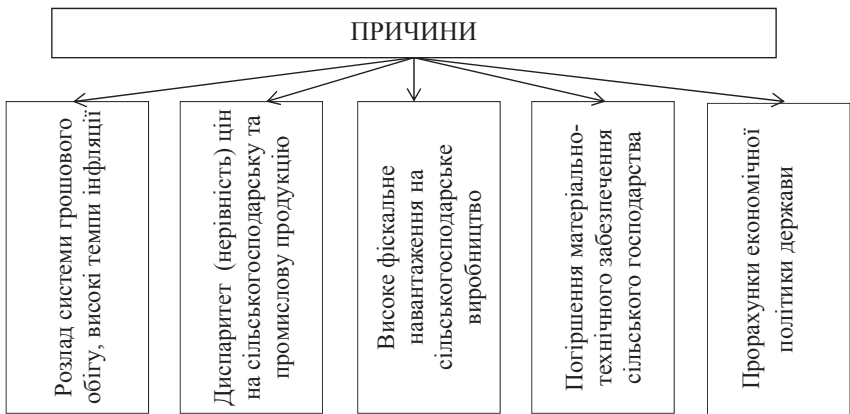 ПРИЧИНИ
Розлад системи грошового
обігу, високі темпи інфляції
Диспаритет (нерівність) цін
на сільськогосподарську та
промислову продукцію
Високе фіскальне
навантаження на
сільськогосподарське
виробництво
Погіршення матеріально-
технічного забезпечення
сільського господарства
Прорахунки економічної
політики держави